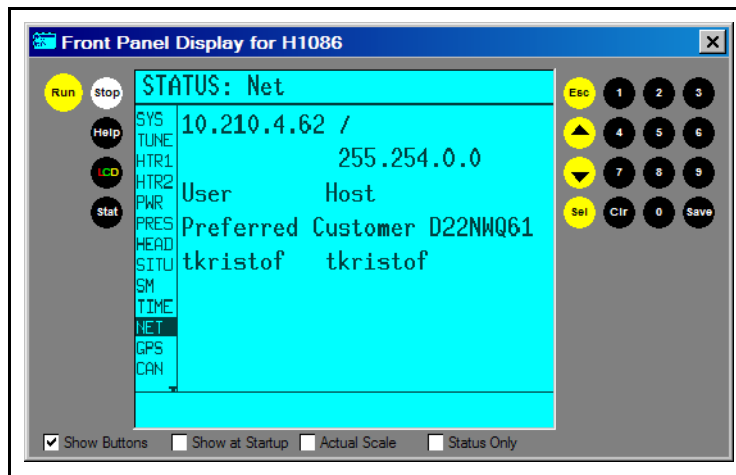 Front Panel Display for H1086
Run Stop
Help
LCD
Stat
STATUS: Net
SYS
TUNE
HTR1
HTR2
PWR
PRES
HEAD
SITU
SM
TIME
NET
GPS
CAN
10.210.4.62 /
255.254.0.0
User Host
Preferred Customer D22NWQ61
tkristof tkristof
Esc 1 2 3
4 5 6
7 8 9
Sel Clr 0 Save
Show Buttons Show at Startup Actual Scale Status Only